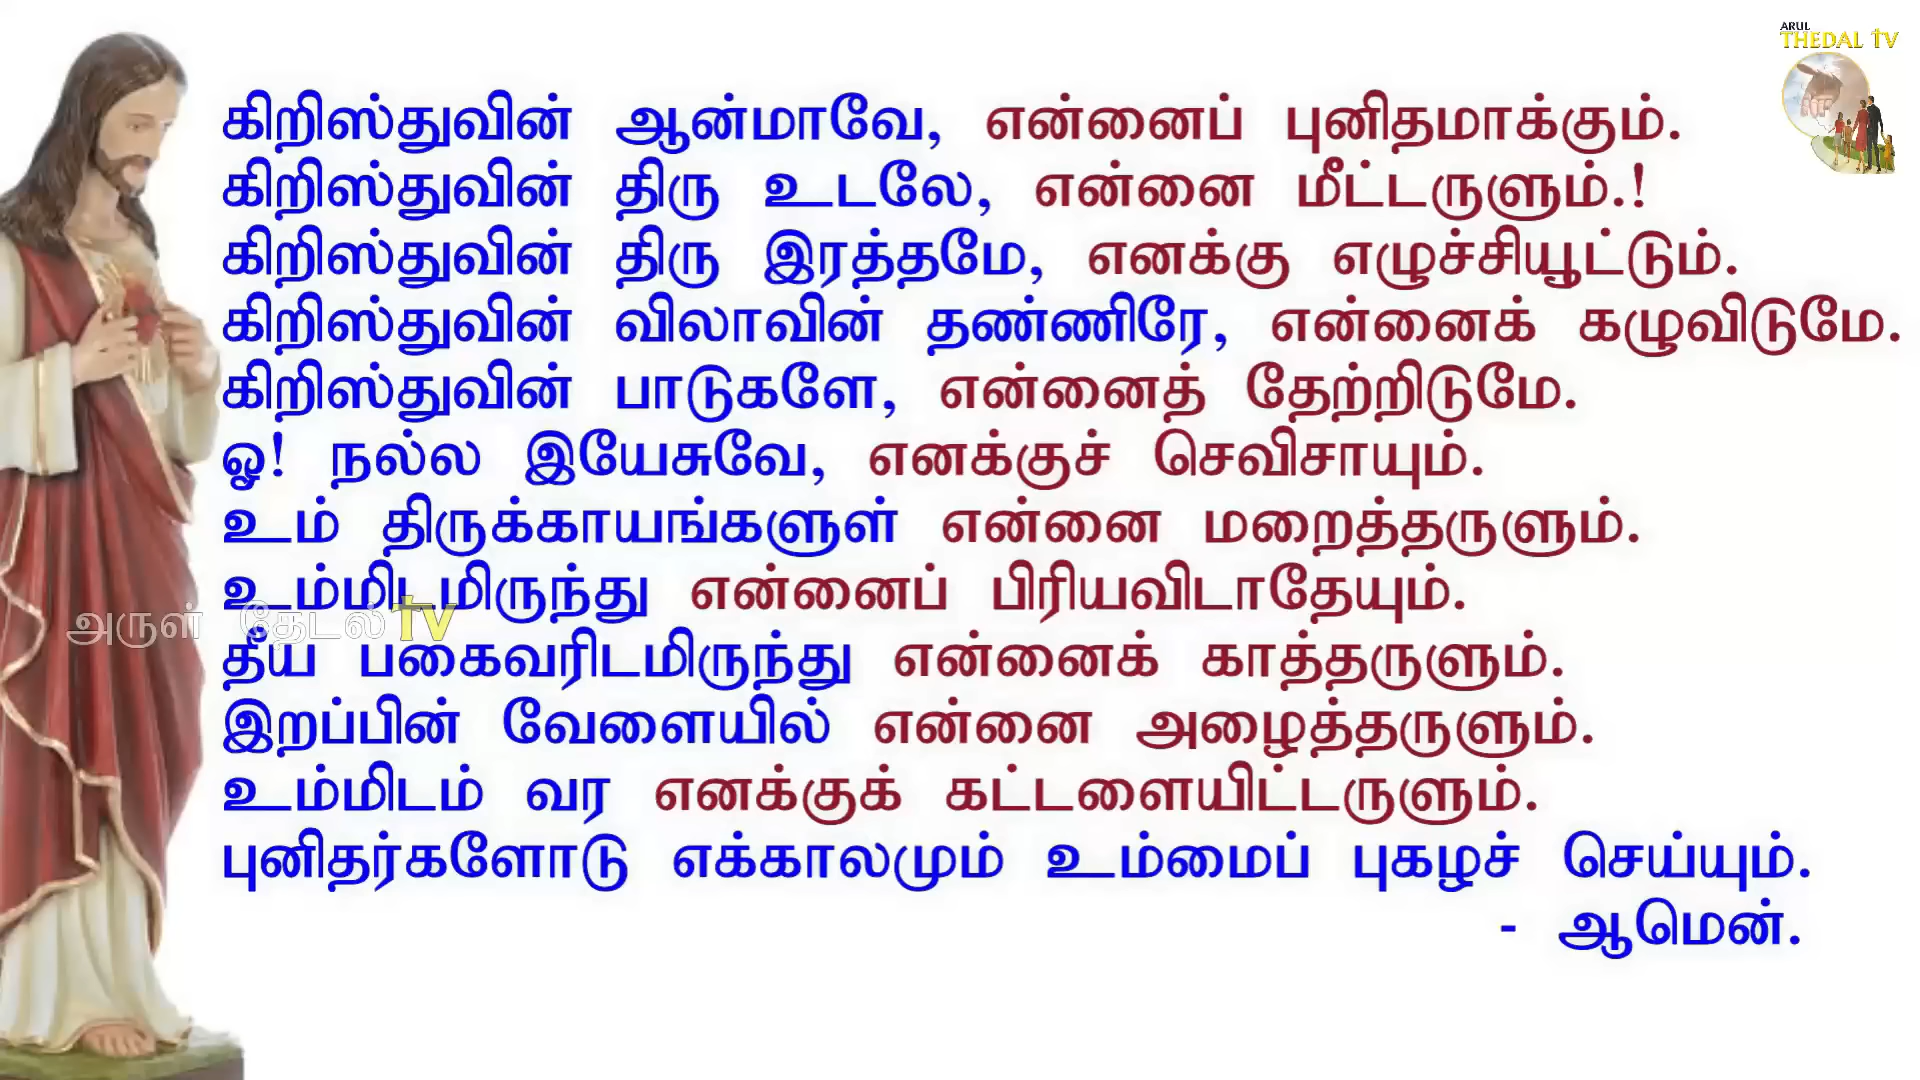 ARUL
THEDAL TV
கிறிஸ்துவின் ஆன்மாவே, என்னைப் புனிதமாக்கும்.
கிறிஸ்துவின் திரு உடலே, என்னை மீட்டருளும்.!
கிறிஸ்துவின் திரு இரத்தமே, எனக்கு எழுச்சியூட்டும்.
கிறிஸ்துவின் விலாவின் தண்ணிரே, என்னைக் கழுவிடுமே.
கிறிஸ்துவின் பாடுகளே, என்னைத் தேற்றிடுமே.
ஓ! நல்ல இயேசுவே, எனக்குச் செவிசாயும்.
உம் திருக்காயங்களுள் என்னை மறைத்தருளும்.
உம்மிடமிருந்து என்னைப் பிரியவிடாதேயும்.
அருள் தேடல் TV
தீய பகைவரிடமிருந்து என்னைக் காத்தருளும்.
இறப்பின் வேளையில் என்னை அழைத்தருளும்.
உம்மிடம் வர எனக்குக் கட்டளையிட்டருளும்.
புனிதர்களோடு எக்காலமும் உம்மைப் புகழச் செய்யும்.
- ஆமென்.